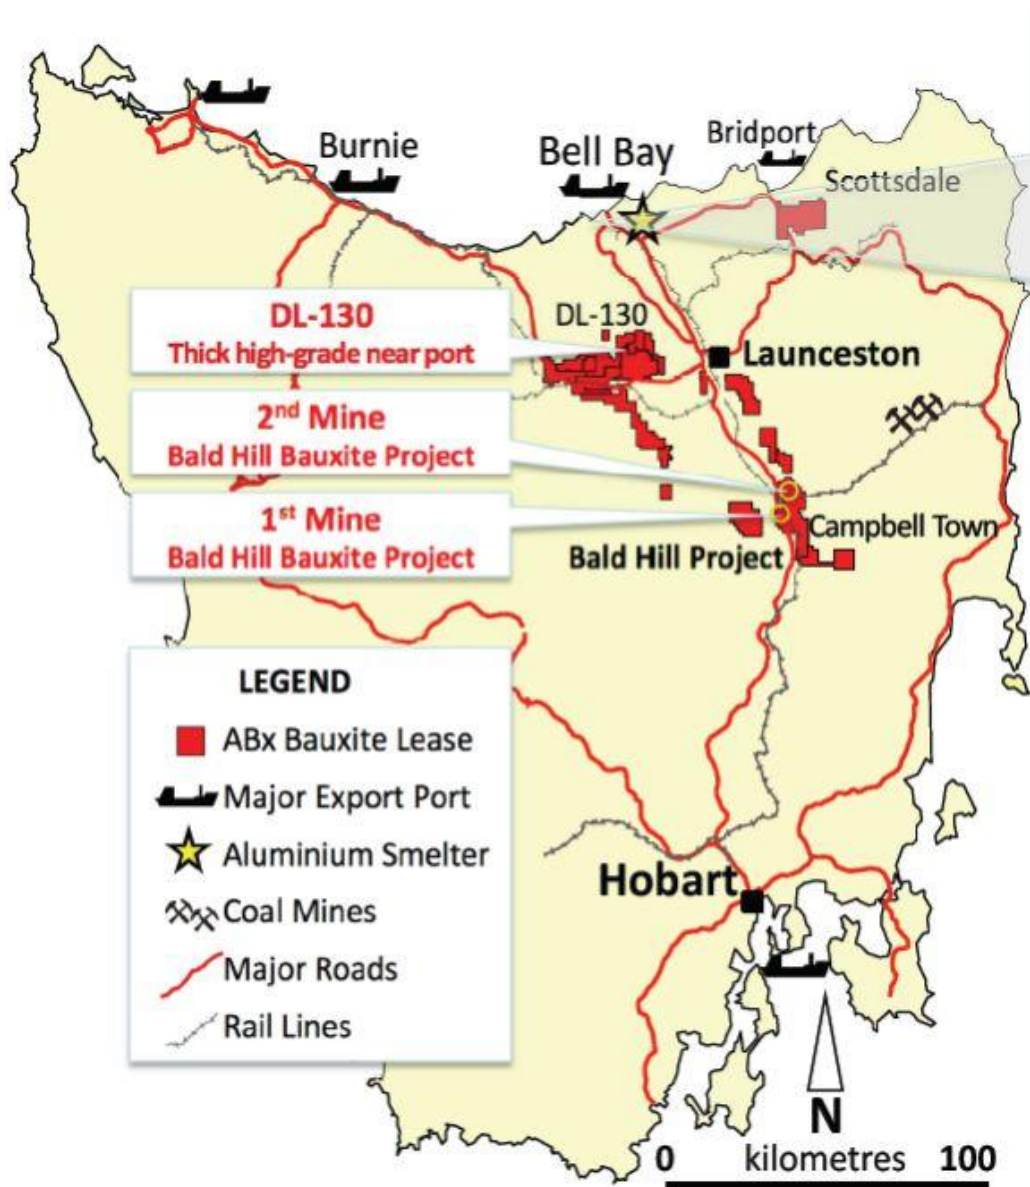 Burnie
Bell Bay
Bridport
Scottsdale
DL-130
Thick high-grade near port
DL-130
Launceston
2nd Mine
Bald Hill Bauxite Project
1st Mine
Bald Hill Bauxite Project
Campbell Town
Bald Hill Project
LEGEND
ABx Bauxite Lease
Major Export Port
Aluminium Smelter
Coal Mines
Major Roads
Rail Lines
Hobart
N
0 kilometres 100